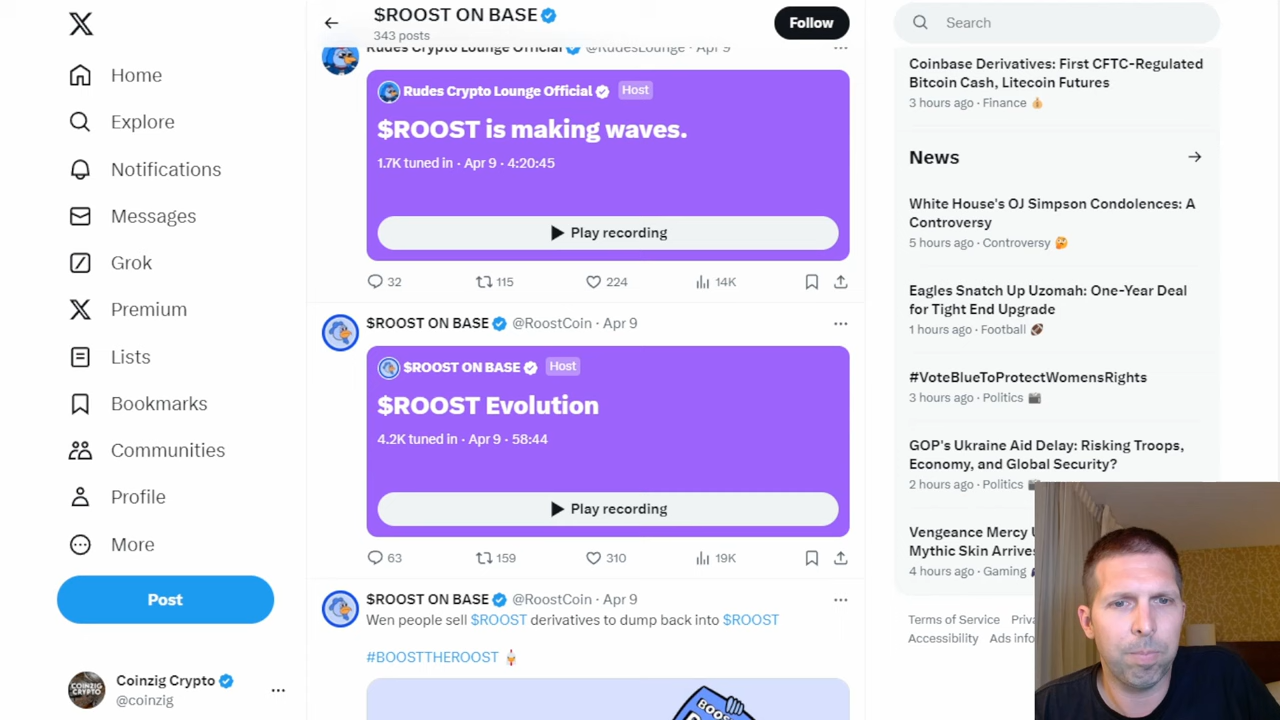 Home
Explore
Notifications
Messages
Grok
Premium
Lists
Bookmarks
Communities
Profile
More
Post
Coinzig Crypto
@coinzig
COINZIG
CRYPTO
$ROOST ON BASE
343 posts
Follow
Rudes Crypto Lounge Official @RudesLounge · Apr 9
Rudes Crypto Lounge Official Host
$ROOST is making waves.
1.7K tuned in · Apr 9 · 4:20:45
Play recording
32 115 224 14K
$ROOST ON BASE @RoostCoin · Apr 9
$ROOST ON BASE Host
$ROOST Evolution
4.2K tuned in · Apr 9 · 58:44
Play recording
63 159 310 19K
$ROOST ON BASE @RoostCoin · Apr 9
Wen people sell $ROOST derivatives to dump back into $ROOST
#BOOSTTHEROOST
BOOS
Search
Coinbase Derivatives: First CFTC-Regulated
Bitcoin Cash, Litecoin Futures
3 hours ago · Finance
News
White House's OJ Simpson Condolences: A
Controversy
5 hours ago · Controversy
Eagles Snatch Up Uzomah: One-Year Deal
for Tight End Upgrade
1 hours ago · Football
#VoteBlueToProtectWomensRights
3 hours ago · Politics
GOP's Ukraine Aid Delay: Risking Troops,
Economy, and Global Security?
2 hours ago · Politics
Vengeance Mercy
Mythic Skin Arrive
4 hours ago · Gaming
Terms of Service Priva
Accessibility Ads info